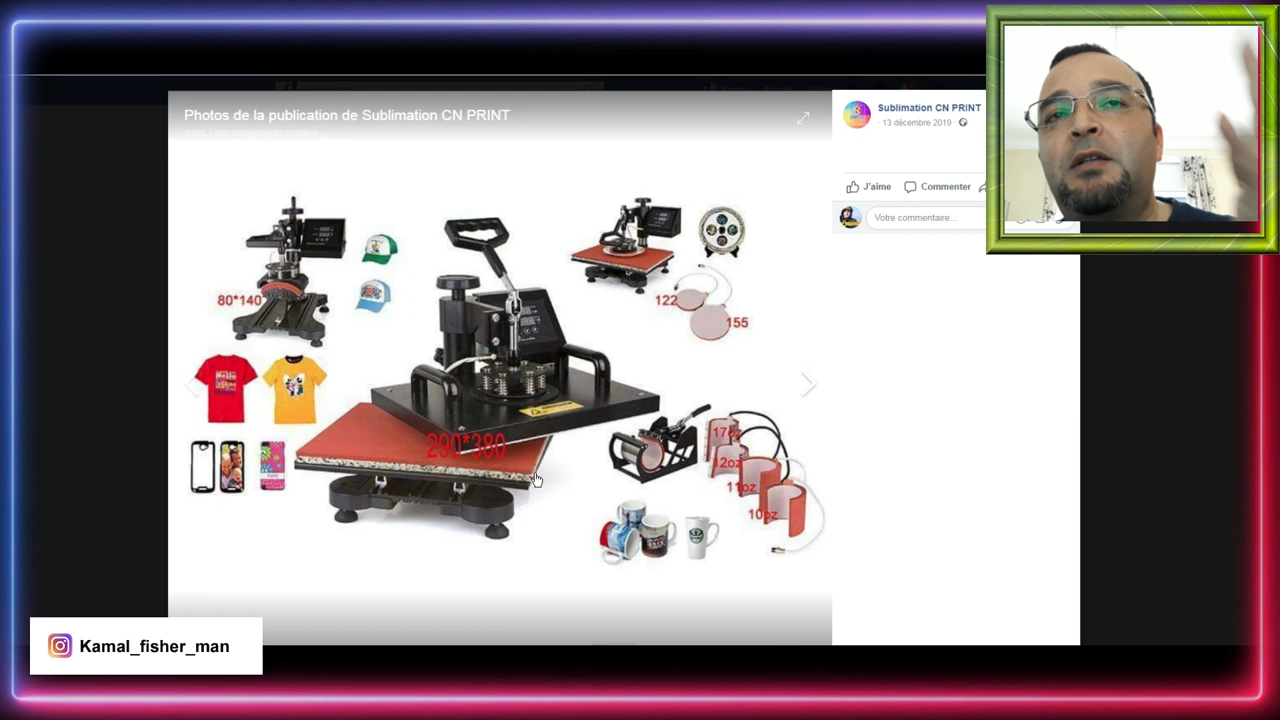 Photos de la publication de Sublimation CN PRINT
Sublimation CN PRINT
· 13 décembre 2019 ·
J'aime
Commenter
Votre commentaire...
80*140
122
155
Hello
290*380
17oz
12oz
11oz
10oz
Kamal_fisher_man